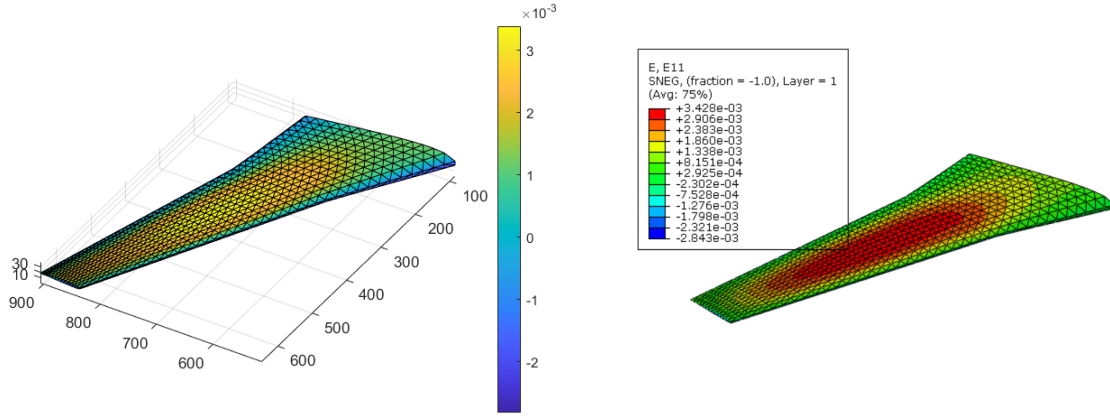 ×10⁻³
3
2
1
0
-1
-2
30
10
900
800
700
600
100
200
300
400
500
600
E, E11
SNEG, (fraction = -1.0), Layer = 1
(Avg: 75%)
+3.428e-03
+2.906e-03
+2.383e-03
+1.860e-03
+1.338e-03
+8.151e-04
+2.925e-04
-2.302e-04
-7.528e-04
-1.276e-03
-1.798e-03
-2.321e-03
-2.843e-03